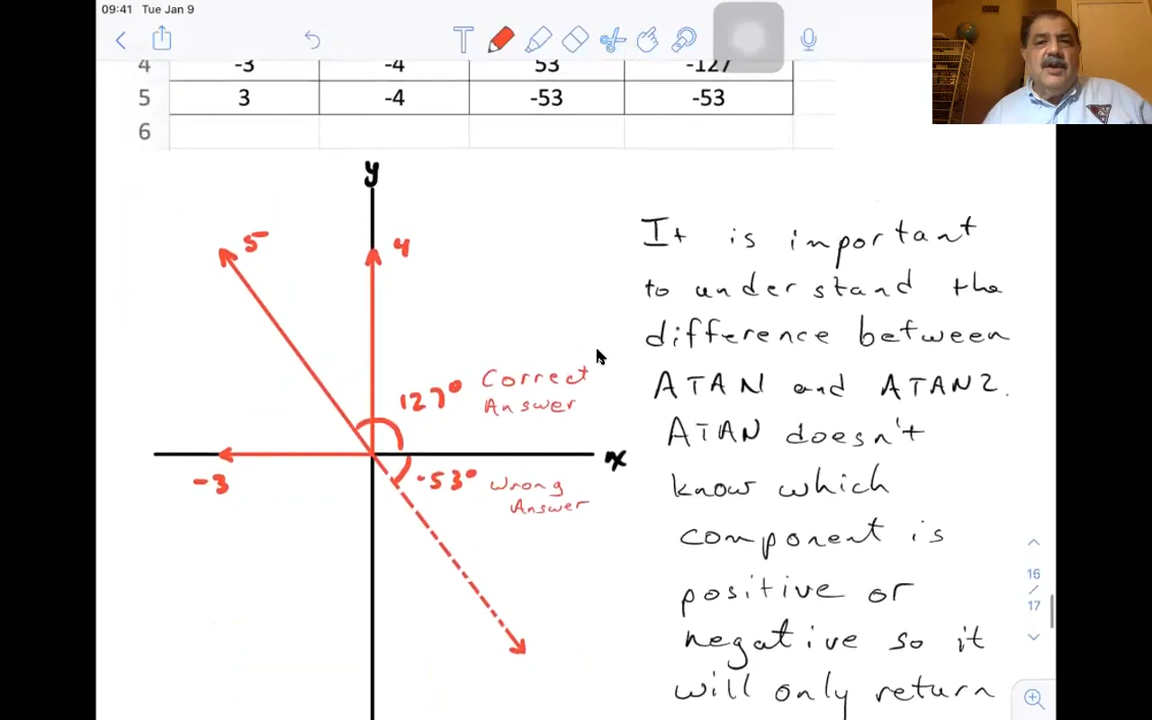 09:41 Tue Jan 9
T
4 -3 -4 53 -127
5 3 -4 -53 -53
6
y
5
4
127° Correct
Answer
x
-3
-53° Wrong
Answer
It is important
to understand the
difference between
ATAN and ATAN2.
ATAN doesn't
know which
component is
positive or
negative so it
will only return
16
/
17